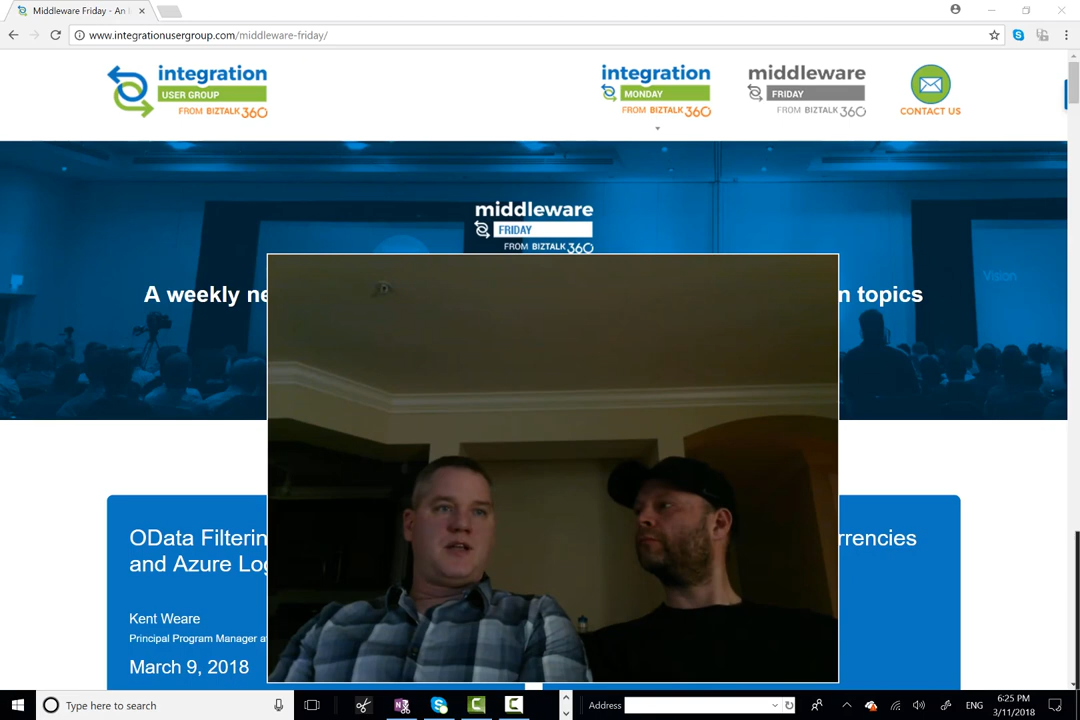 Middleware Friday - An I
www.integrationusergroup.com/middleware-friday/
integration
USER GROUP
FROM BIZTALK 360
integration
MONDAY
FROM BIZTALK 360
middleware
FRIDAY
FROM BIZTALK 360
CONTACT US
middleware
FRIDAY
FROM BIZTALK 360
A weekly ne
m topics
Vision
OData Filterin
and Azure Log
rrencies
Kent Weare
Principal Program Manager a
March 9, 2018
Type here to search
Address
ENG
6:25 PM
3/11/2018